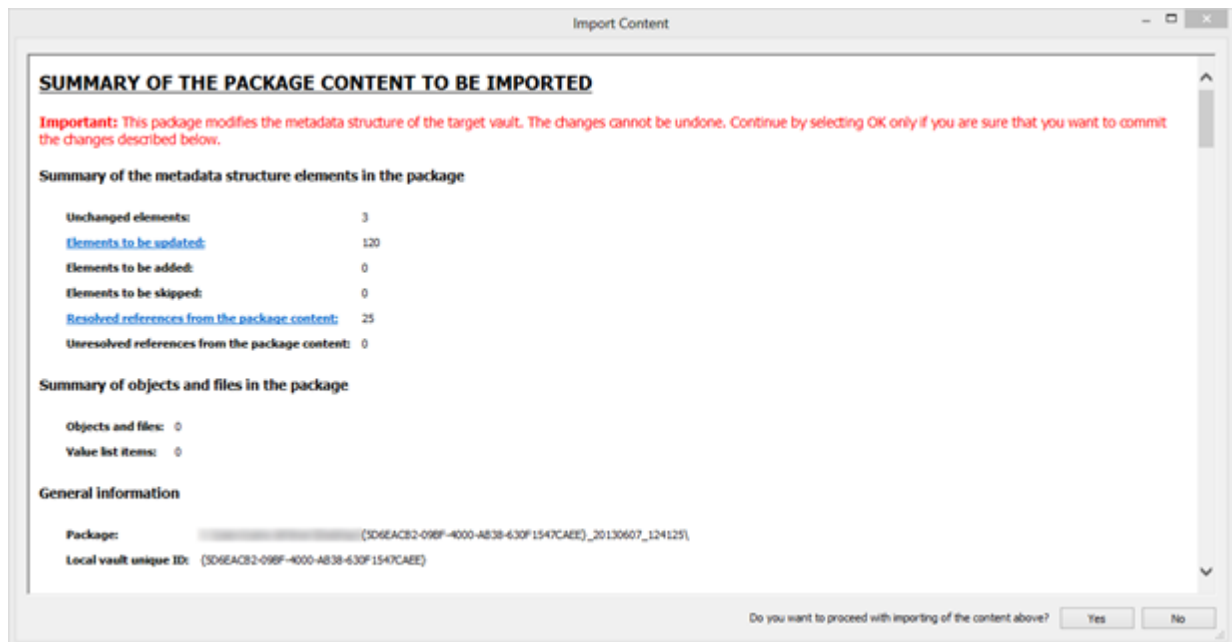 Import Content
SUMMARY OF THE PACKAGE CONTENT TO BE IMPORTED
Important: This package modifies the metadata structure of the target vault. The changes cannot be undone. Continue by selecting OK only if you are sure that you want to commit
the changes described below.
Summary of the metadata structure elements in the package
Unchanged elements: 3
Elements to be updated: 120
Elements to be added: 0
Elements to be skipped: 0
Resolved references from the package content: 25
Unresolved references from the package content: 0
Summary of objects and files in the package
Objects and files: 0
Value list items: 0
General information
Package: {5D6EACB2-09BF-4000-A838-630F1547CAEE}_20130607_124125\
Local vault unique ID: {5D6EACB2-09BF-4000-A838-630F1547CAEE}
Do you want to proceed with importing of the content above? Yes No